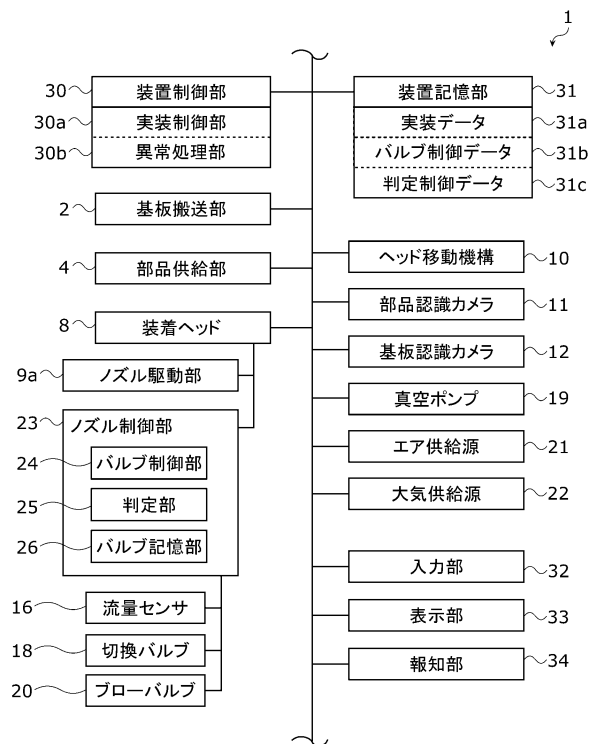 1
30 装置制御部
30a 実装制御部
30b 異常処理部
2 基板搬送部
4 部品供給部
8 装着ヘッド
9a ノズル駆動部
23 ノズル制御部
24 バルブ制御部
25 判定部
26 バルブ記憶部
16 流量センサ
18 切換バルブ
20 ブローバルブ
装置記憶部 31
実装データ 31a
バルブ制御データ 31b
判定制御データ 31c
ヘッド移動機構 10
部品認識カメラ 11
基板認識カメラ 12
真空ポンプ 19
エア供給源 21
大気供給源 22
入力部 32
表示部 33
報知部 34